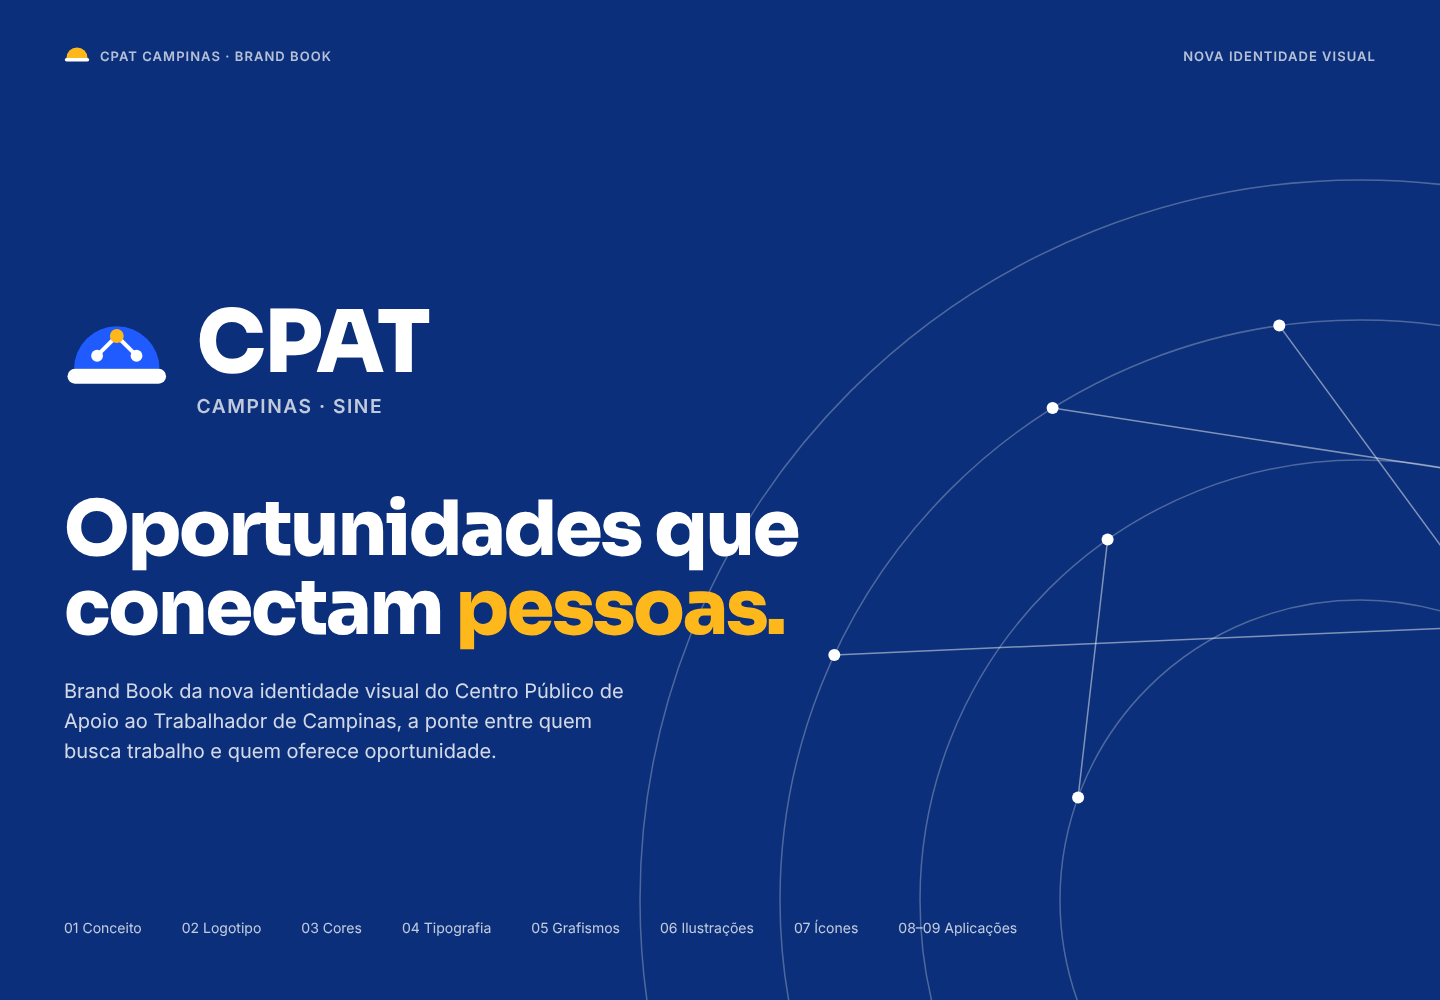 CPAT CAMPINAS · BRAND BOOK
NOVA IDENTIDADE VISUAL
CPAT
CAMPINAS · SINE
Oportunidades que
conectam pessoas.
Brand Book da nova identidade visual do Centro Público de
Apoio ao Trabalhador de Campinas, a ponte entre quem
busca trabalho e quem oferece oportunidade.
01 Conceito 02 Logotipo 03 Cores 04 Tipografia 05 Grafismos 06 Ilustrações 07 Ícones 08–09 Aplicações